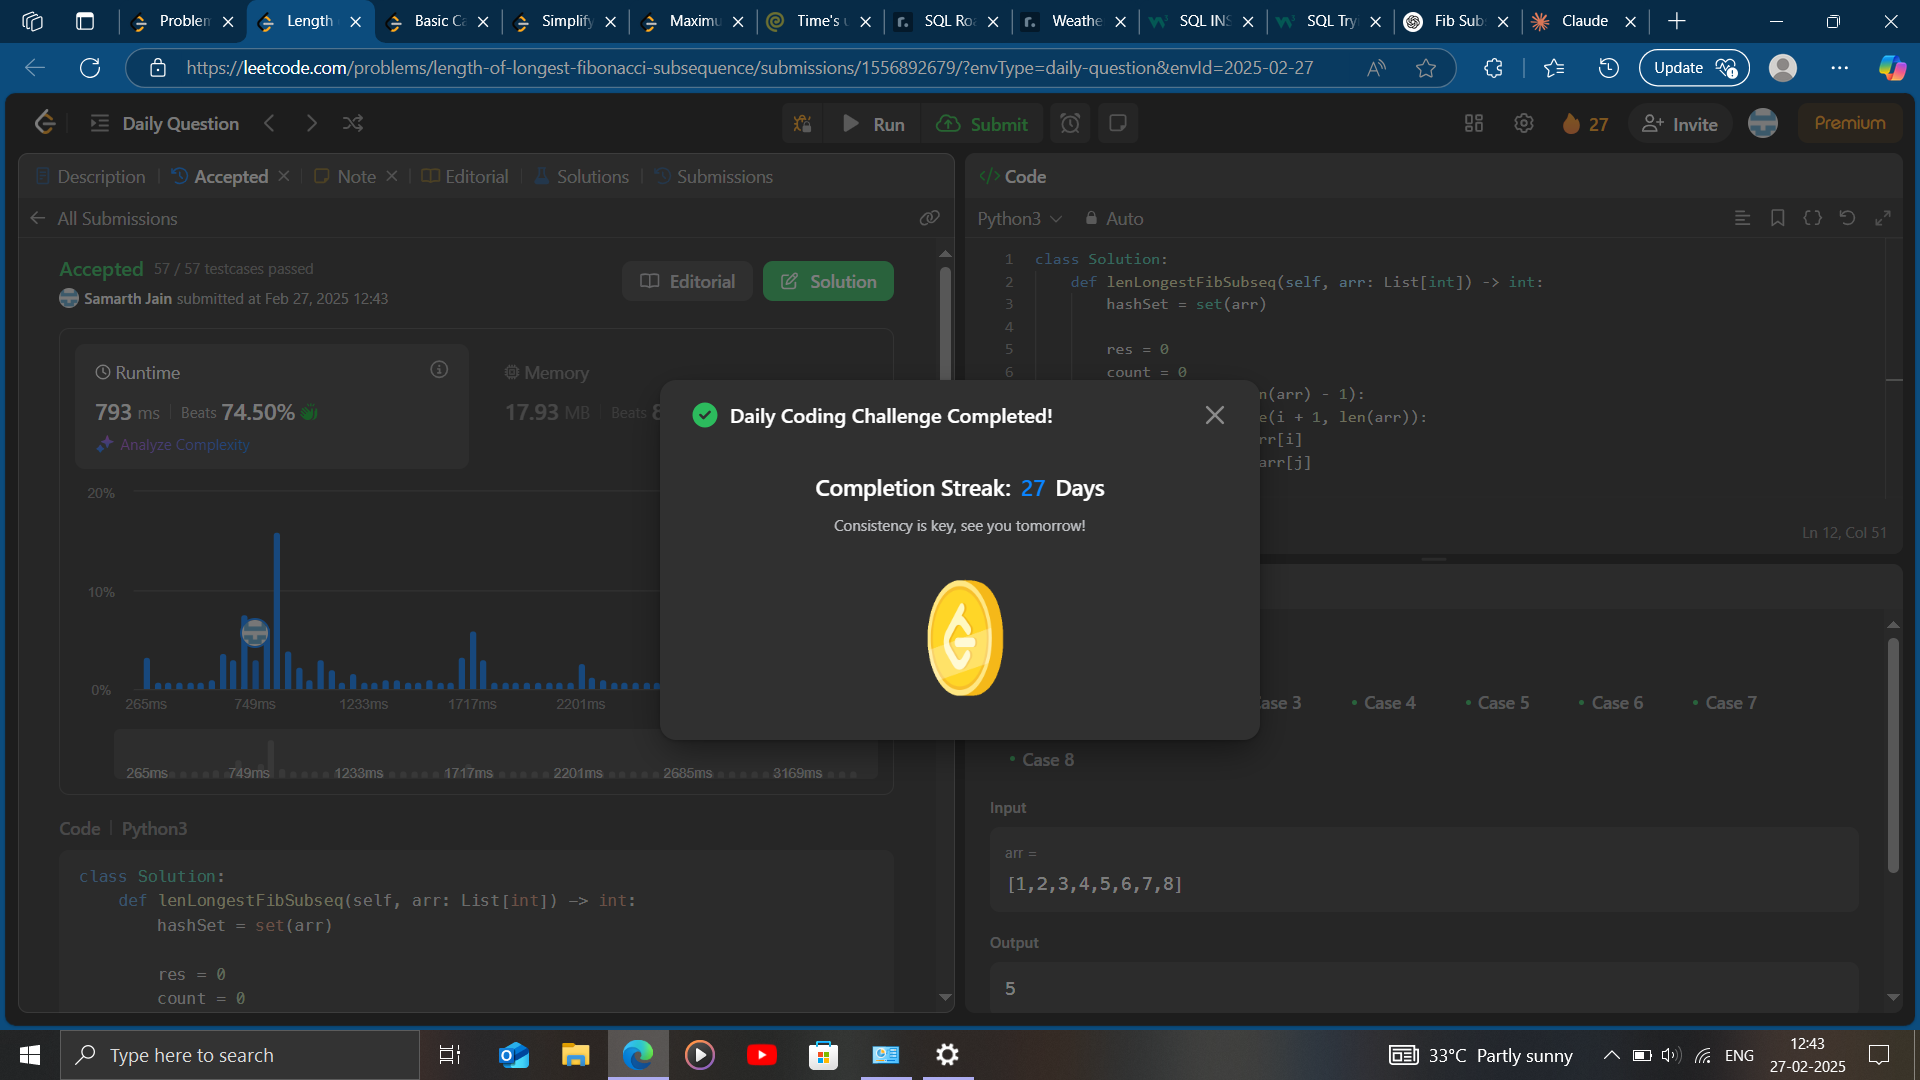 Problem
Length
Basic Ca
Simplify
Maximu
Time's u
SQL Roa
Weathe
SQL INS
SQL Tryi
Fib Sub
Claude
https://leetcode.com/problems/length-of-longest-fibonacci-subsequence/submissions/1556892679/?envType=daily-question&envId=2025-02-27
Update
Daily Question
Run
Submit
27
Invite
Premium
Description
Accepted
Note
Editorial
Solutions
Submissions
All Submissions
Accepted 57 / 57 testcases passed
Samarth Jain submitted at Feb 27, 2025 12:43
Editorial
Solution
Runtime
793 ms Beats 74.50%
Analyze Complexity
Memory
17.93 MB Beats 8
20%
10%
0%
265ms 749ms 1233ms 1717ms 2201ms
265ms 749ms 1233ms 1717ms 2201ms 2685ms 3169ms
Code Python3
class Solution:
def lenLongestFibSubseq(self, arr: List[int]) -> int:
hashSet = set(arr)
res = 0
count = 0
Daily Coding Challenge Completed!
Completion Streak: 27 Days
Consistency is key, see you tomorrow!
</> Code
Python3 Auto
1 class Solution:
2 def lenLongestFibSubseq(self, arr: List[int]) -> int:
3 hashSet = set(arr)
4
5 res = 0
6 count = 0
n(arr) - 1):
e(i + 1, len(arr)):
rr[i]
arr[j]
Ln 12, Col 51
ase 3
Case 4
Case 5
Case 6
Case 7
Case 8
Input
arr =
[1,2,3,4,5,6,7,8]
Output
5
Type here to search
33°C Partly sunny
ENG
12:43
27-02-2025